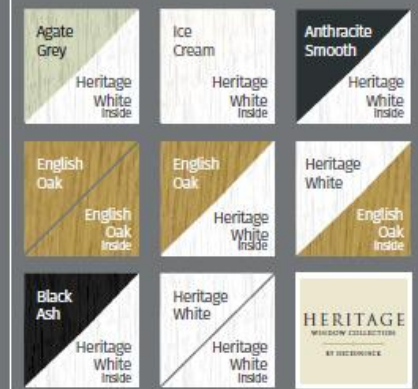 Agate
Grey
Heritage
White
Inside
Ice
Cream
Heritage
White
Inside
Anthracite
Smooth
Heritage
White
Inside
English
Oak
English
Oak
Inside
English
Oak
Heritage
White
Inside
Heritage
White
English
Oak
Inside
Black
Ash
Heritage
White
Inside
Heritage
White
Heritage
White
Inside
HERITAGE
WINDOW COLLECTION
BY DECEUNINCK